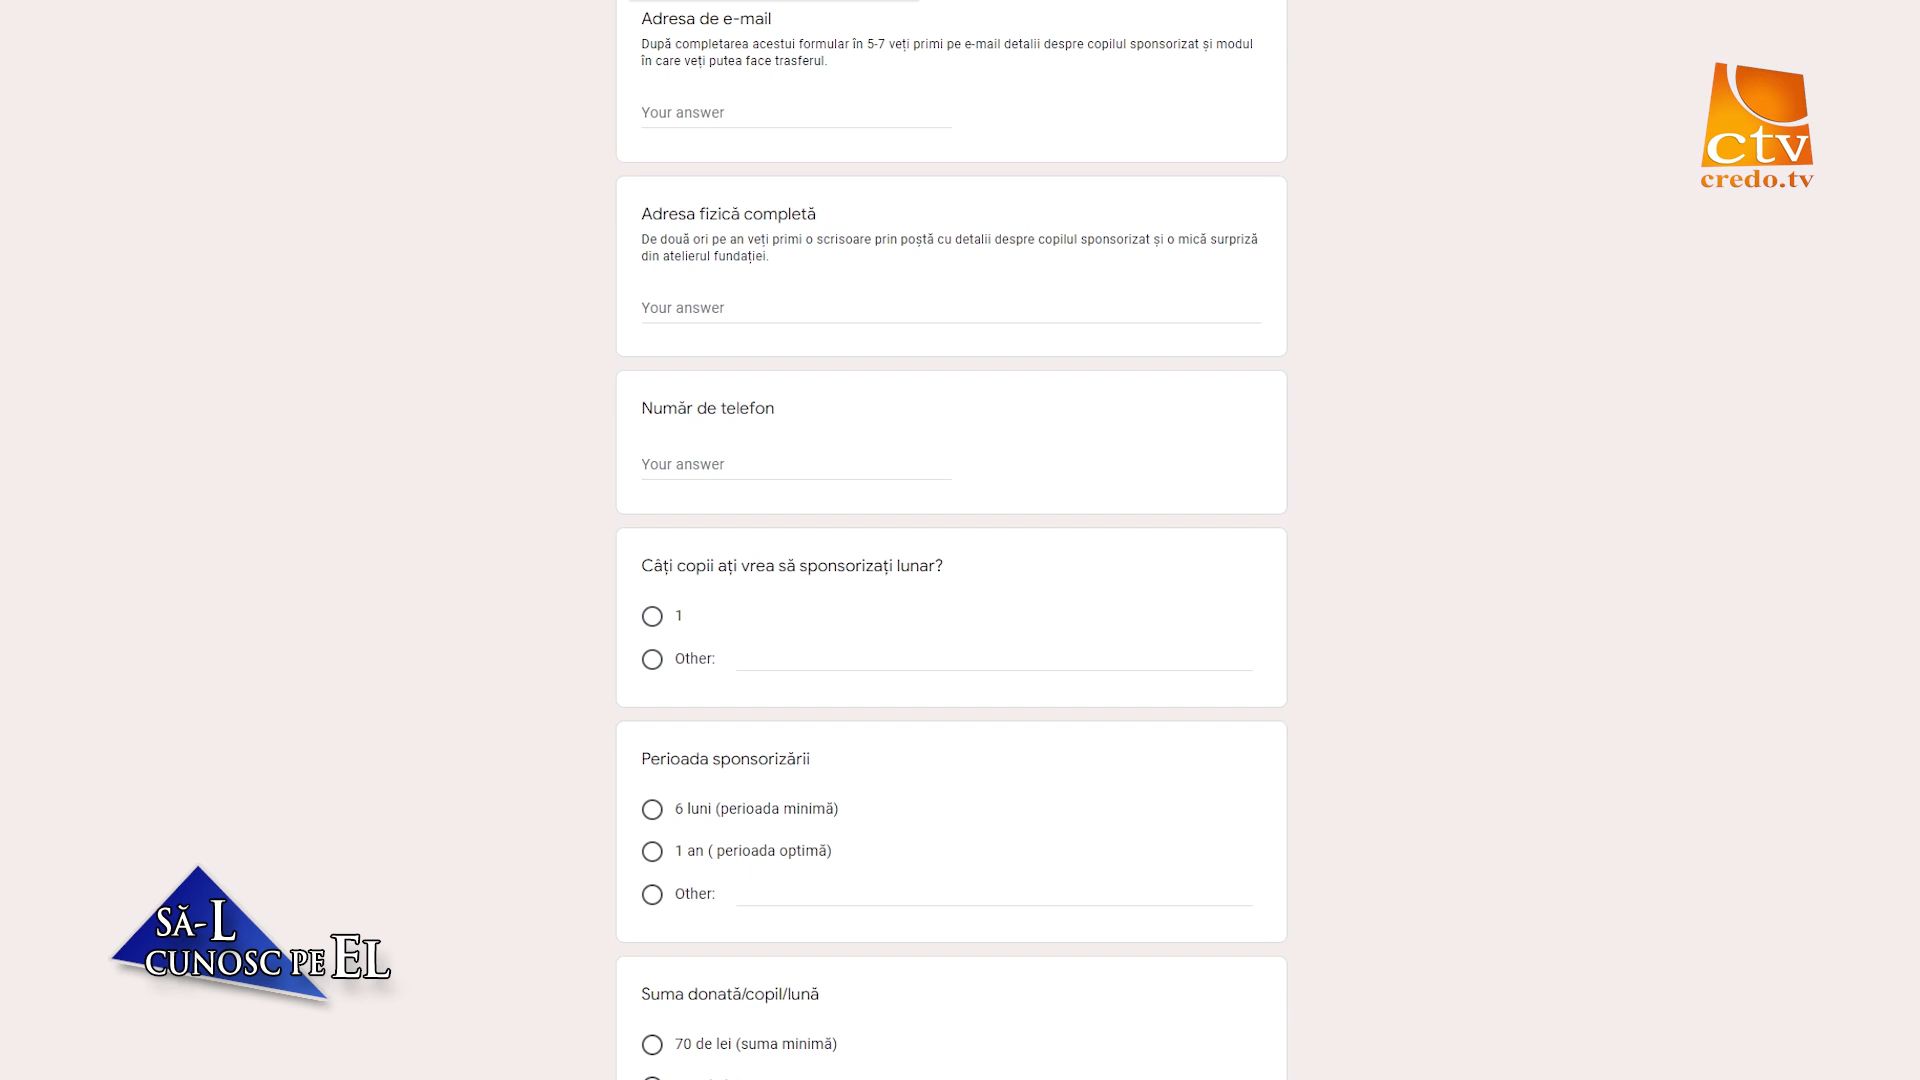 Adresa de e-mail
După completarea acestui formular în 5-7 veți primi pe e-mail detalii despre copilul sponsorizat și modul
în care veți putea face trasferul.
Your answer
Adresa fizică completă
De două ori pe an veți primi o scrisoare prin poștă cu detalii despre copilul sponsorizat și o mică surpriză
din atelierul fundației.
Your answer
Număr de telefon
Your answer
Câți copii ați vrea să sponsorizați lunar?
1
Other:
Perioada sponsorizării
6 luni (perioada minimă)
1 an ( perioada optimă)
Other:
Suma donată/copil/lună
70 de lei (suma minimă)
ctv
credo.tv
SĂ-L
CUNOSC PE EL